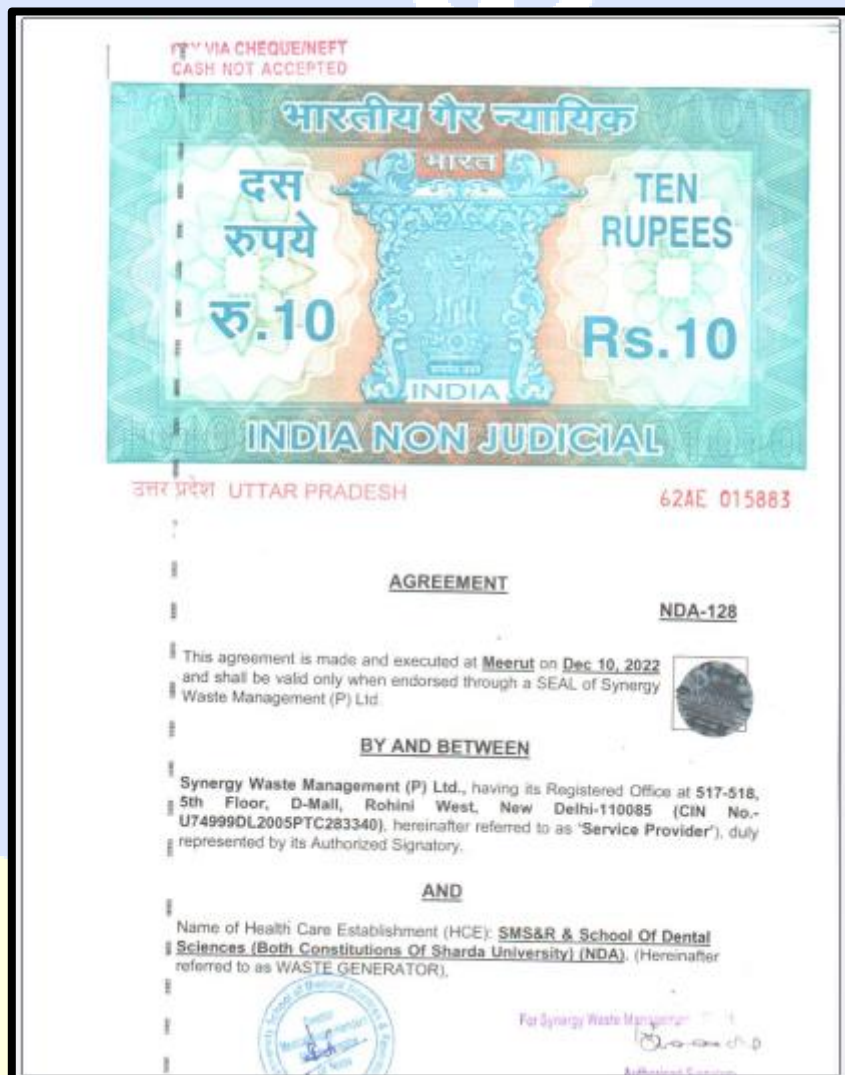 VIA CHEQUE/NEFT
CASH NOT ACCEPTED
भारतीय गैर न्यायिक
भारत
दस
रुपये
रु.10
TEN
RUPEES
Rs.10
INDIA
INDIA NON JUDICIAL
उत्तर प्रदेश UTTAR PRADESH
62AE 015883
AGREEMENT
NDA-128
This agreement is made and executed at Meerut on Dec 10, 2022
and shall be valid only when endorsed through a SEAL of Synergy
Waste Management (P) Ltd.
BY AND BETWEEN
Synergy Waste Management (P) Ltd., having its Registered Office at 517-518,
5th Floor, D-Mall, Rohini West, New Delhi-110085 (CIN No.-
U74999DL2005PTC283340), hereinafter referred to as 'Service Provider'), duly
represented by its Authorized Signatory.
AND
Name of Health Care Establishment (HCE): SMS&R & School Of Dental
Sciences (Both Constitutions Of Sharda University) (NDA). (Hereinafter
referred to as WASTE GENERATOR).
School of Medical Sciences &
For Synergy Waste
Authorised Signatory